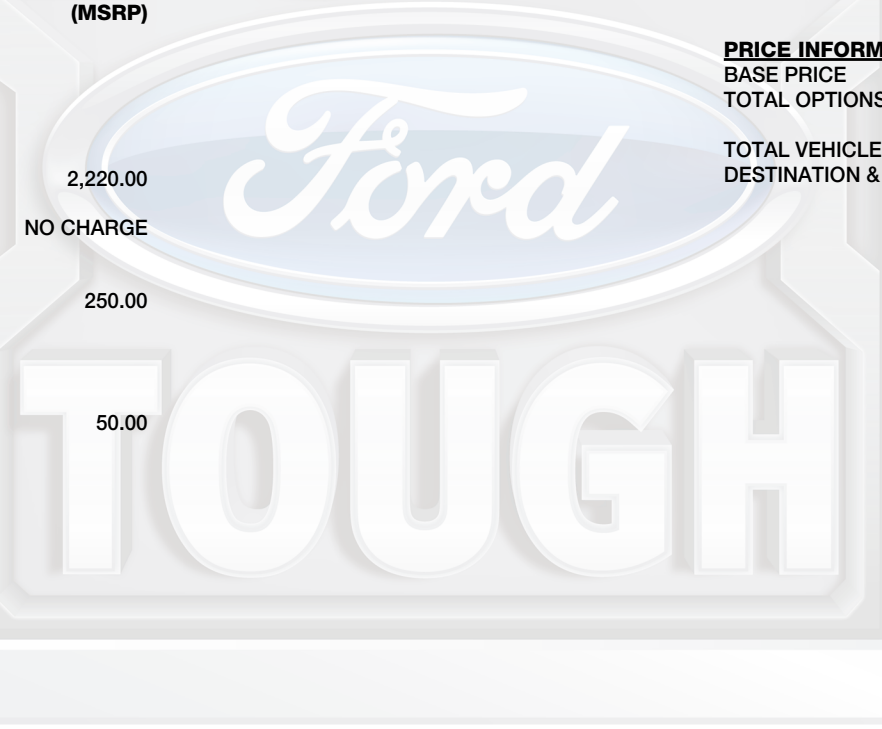 (MSRP)
2,220.00
NO CHARGE
250.00
50.00
PRICE INFORM
BASE PRICE
TOTAL OPTIONS
TOTAL VEHICLE
DESTINATION &
Ford
TOUGH